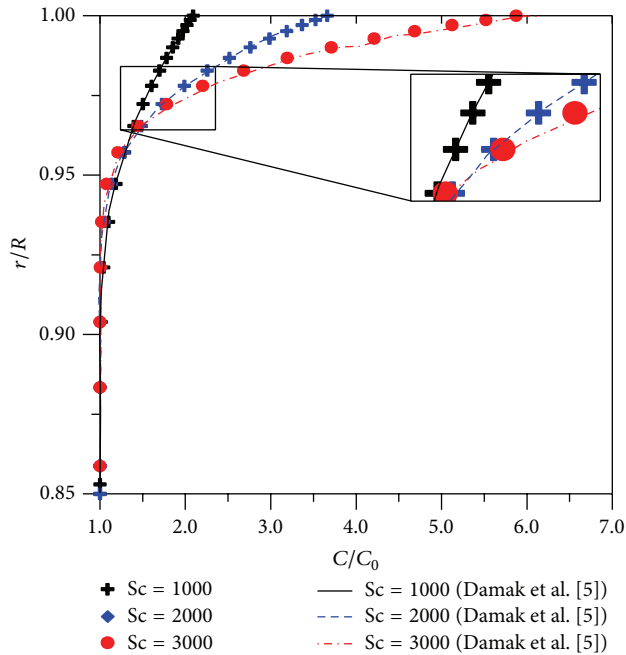 1.00
0.95
0.90
0.85
r/R
1.0 2.0 3.0 4.0 5.0 6.0 7.0
C/C0
Sc = 1000 Sc = 1000 (Damak et al. [5])
Sc = 2000 Sc = 2000 (Damak et al. [5])
Sc = 3000 Sc = 3000 (Damak et al. [5])